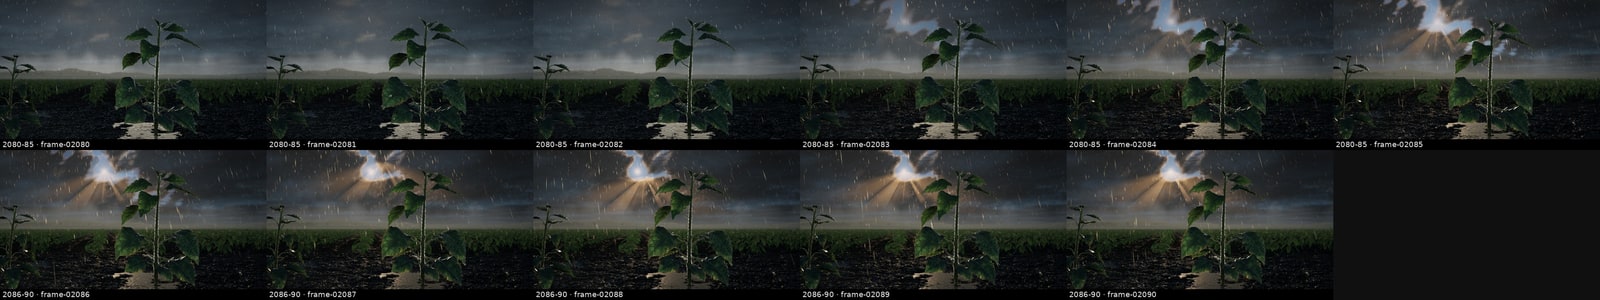 2080-85 · frame-02080
2080-85 · frame-02081
2080-85 · frame-02082
2080-85 · frame-02083
2080-85 · frame-02084
2080-85 · frame-02085
2086-90 · frame-02086
2086-90 · frame-02087
2086-90 · frame-02088
2086-90 · frame-02089
2086-90 · frame-02090